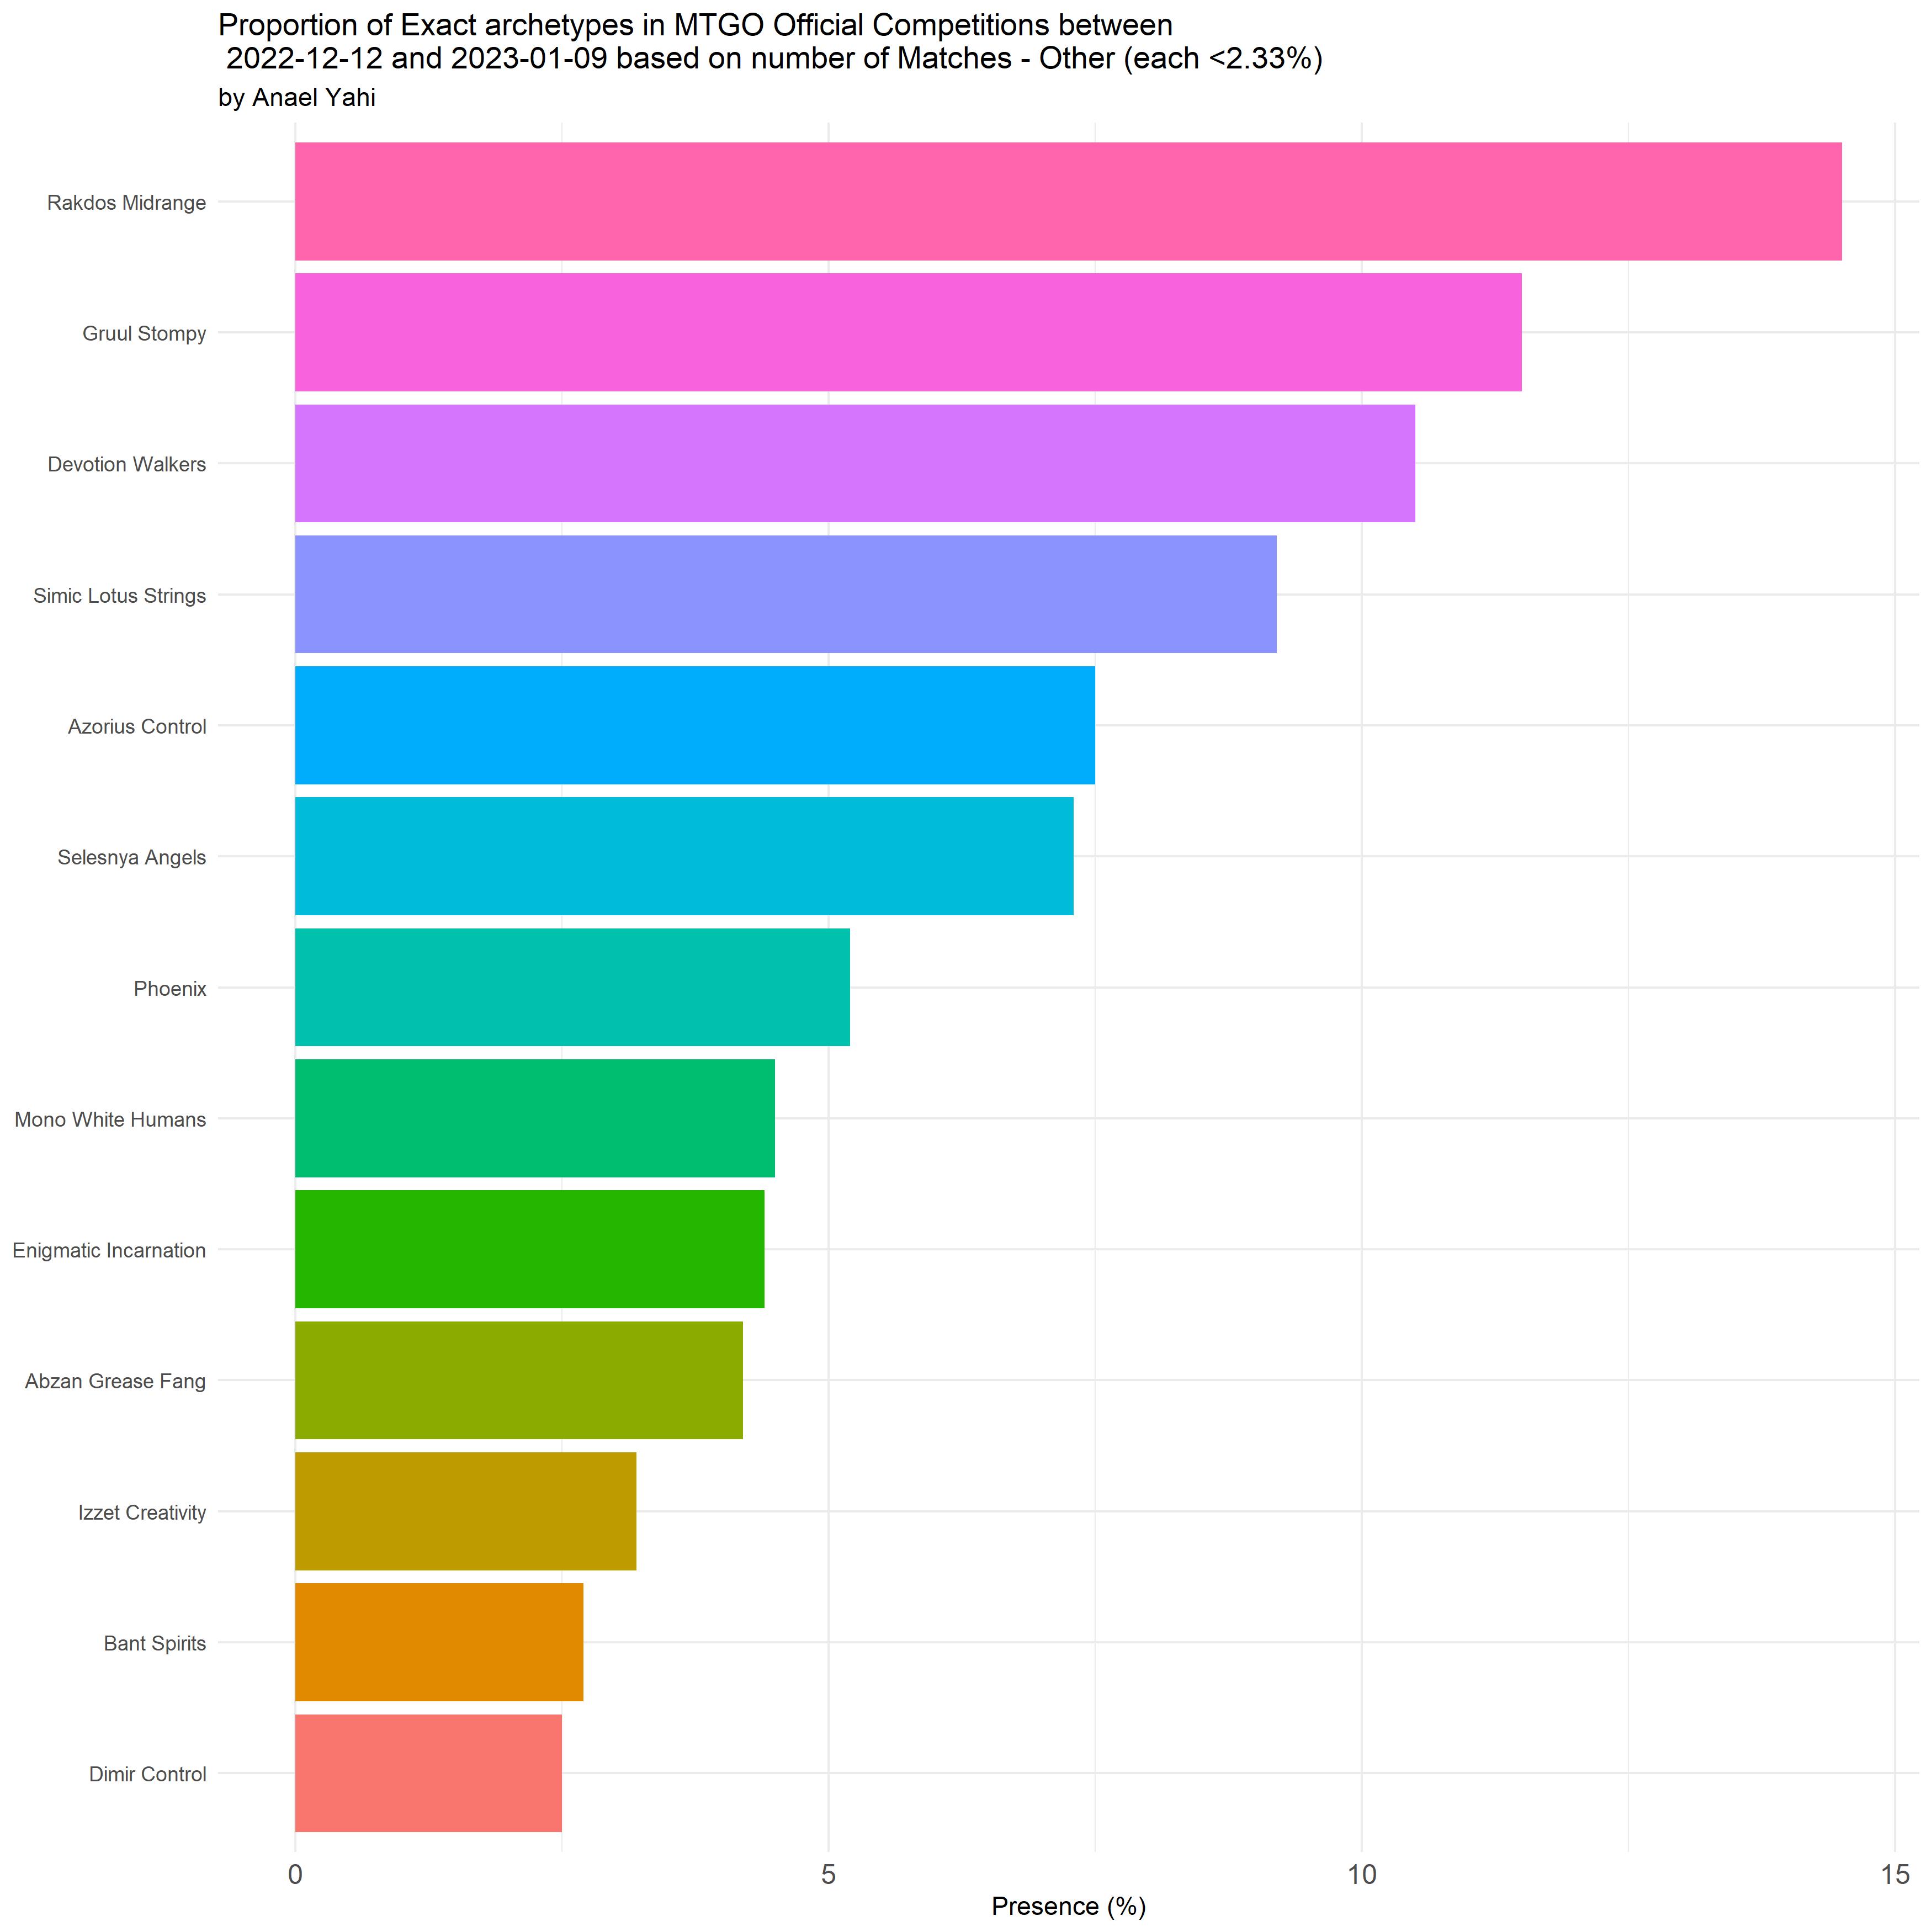 Proportion of Exact archetypes in MTGO Official Competitions between
2022-12-12 and 2023-01-09 based on number of Matches - Other (each <2.33%)
by Anael Yahi
Rakdos Midrange
Gruul Stompy
Devotion Walkers
Simic Lotus Strings
Azorius Control
Selesnya Angels
Phoenix
Mono White Humans
Enigmatic Incarnation
Abzan Grease Fang
Izzet Creativity
Bant Spirits
Dimir Control
0 5 10 15
Presence (%)